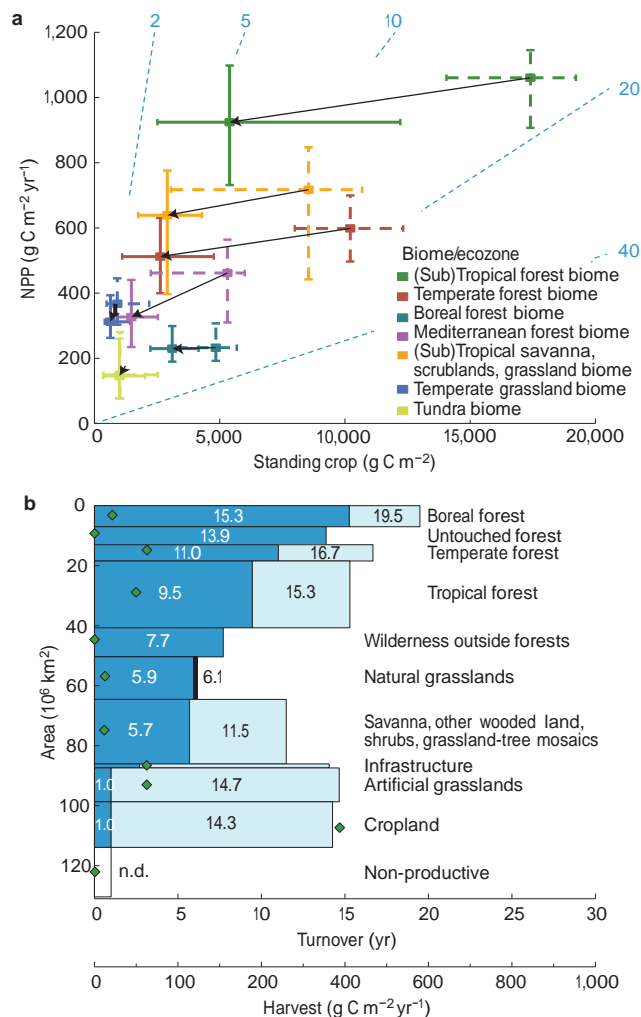 a
2
5
10
20
40
1,200
1,000
800
600
400
200
0
NPP (g C m⁻² yr⁻¹)
Biome/ecozone
(Sub)Tropical forest biome
Temperate forest biome
Boreal forest biome
Mediterranean forest biome
(Sub)Tropical savanna,
scrublands, grassland biome
Temperate grassland biome
Tundra biome
0
5,000
10,000
15,000
20,000
Standing crop (g C m⁻²)
b
0
20
40
60
80
100
120
Area (10⁶ km²)
15.3
19.5
Boreal forest
13.9
Untouched forest
11.0
16.7
Temperate forest
9.5
15.3
Tropical forest
7.7
Wilderness outside forests
5.9
6.1
Natural grasslands
5.7
11.5
Savanna, other wooded land,
shrubs, grassland-tree mosaics
Infrastructure
1.0
14.7
Artificial grasslands
1.0
14.3
Cropland
n.d.
Non-productive
0
5
10
15
20
25
30
Turnover (yr)
0
100
200
300
400
600
800
1,000
Harvest (g C m⁻² yr⁻¹)